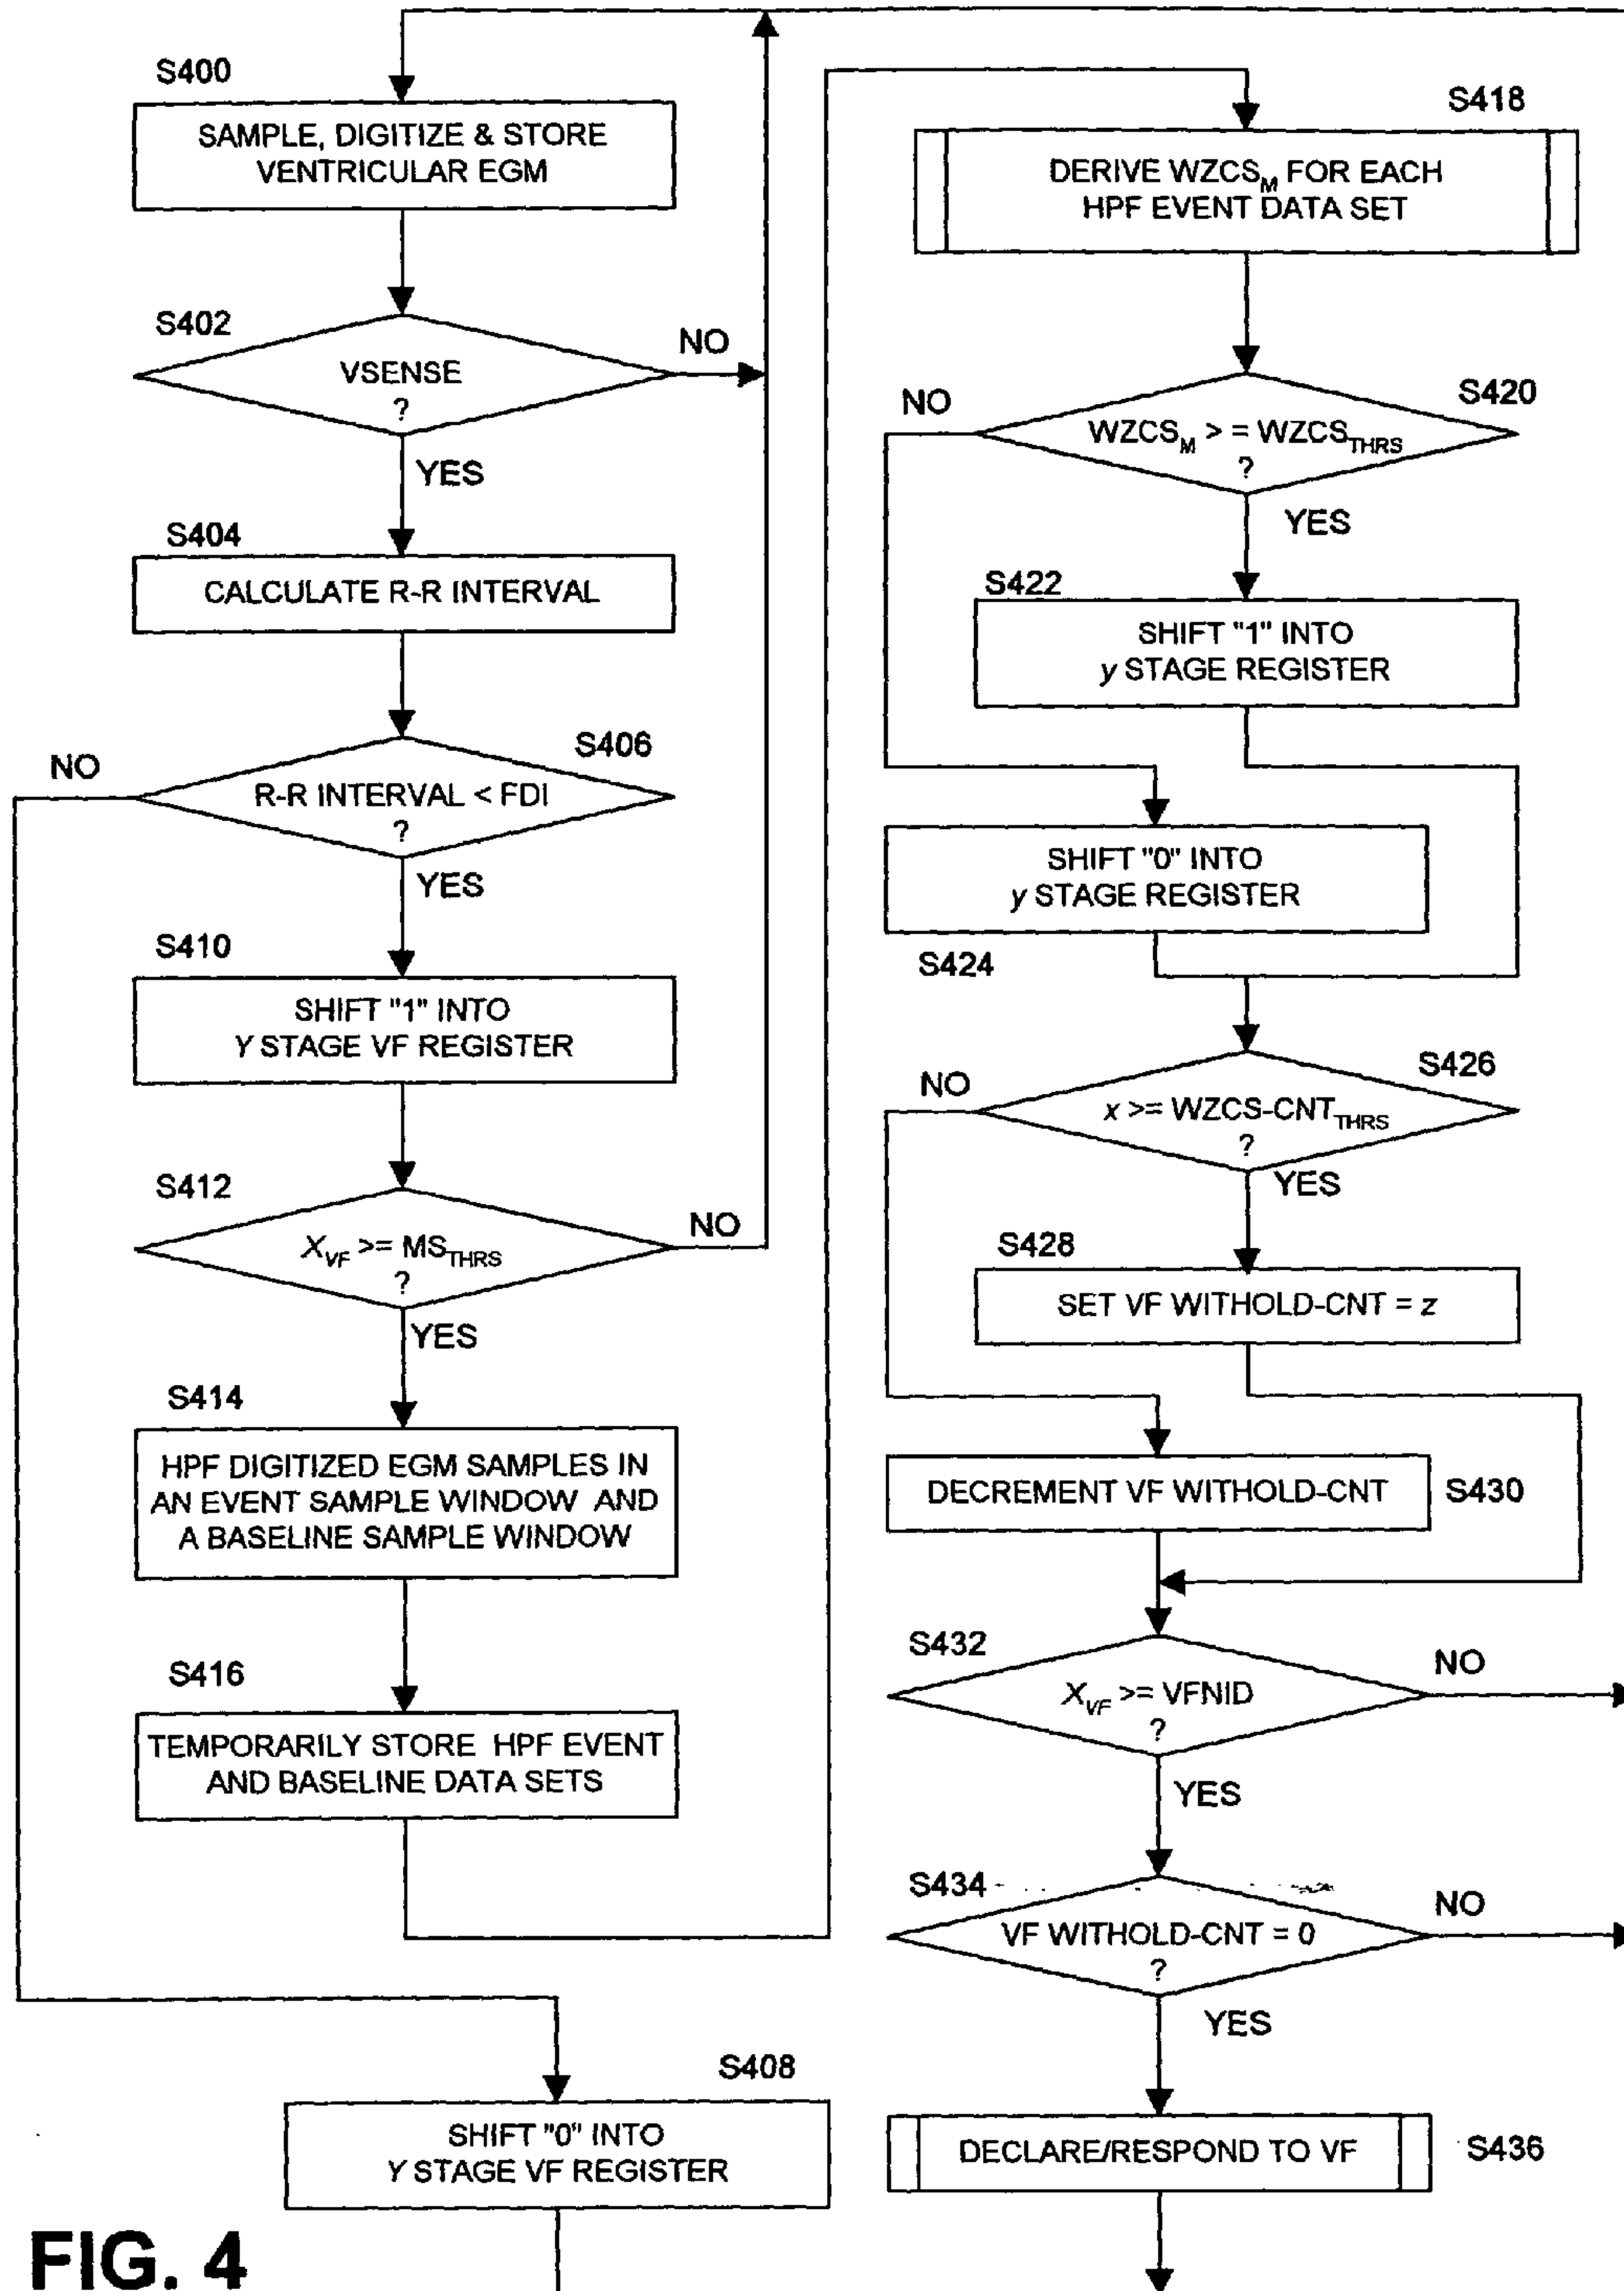 S400
SAMPLE, DIGITIZE & STORE
VENTRICULAR EGM
S402
VSENSE
?
NO
YES
S404
CALCULATE R-R INTERVAL
S406
NO
R-R INTERVAL < FDI
?
YES
S410
SHIFT "1" INTO
Y STAGE VF REGISTER
S412
X_VF >= MS_THRS
?
NO
YES
S414
HPF DIGITIZED EGM SAMPLES IN
AN EVENT SAMPLE WINDOW AND
A BASELINE SAMPLE WINDOW
S416
TEMPORARILY STORE HPF EVENT
AND BASELINE DATA SETS
S408
SHIFT "0" INTO
Y STAGE VF REGISTER
S418
DERIVE WZCS_M FOR EACH
HPF EVENT DATA SET
S420
NO
WZCS_M > = WZCS_THRS
?
YES
S422
SHIFT "1" INTO
y STAGE REGISTER
SHIFT "0" INTO
y STAGE REGISTER
S424
S426
NO
x >= WZCS-CNT_THRS
?
YES
S428
SET VF WITHOLD-CNT = z
DECREMENT VF WITHOLD-CNT
S430
S432
X_VF >= VFNID
?
NO
YES
S434
VF WITHOLD-CNT = 0
?
NO
YES
DECLARE/RESPOND TO VF
S436
FIG. 4